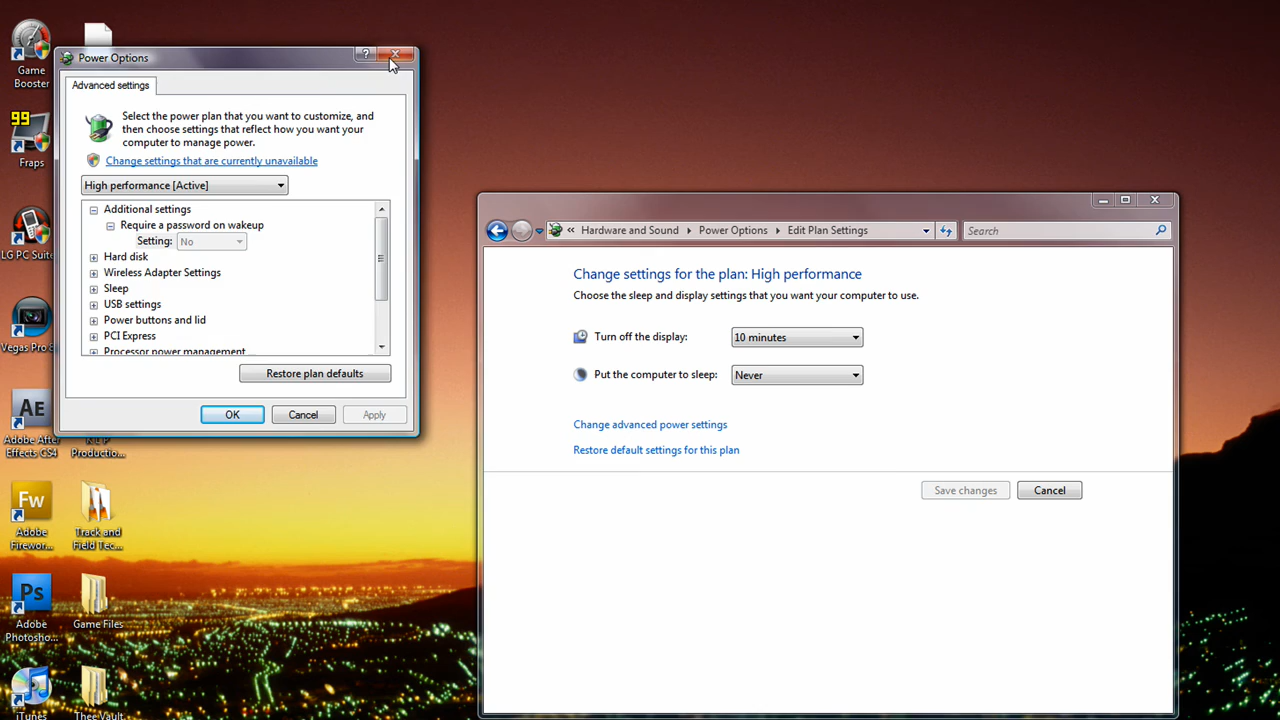 Game
Booster
99
Fraps
LG PC Suite
Vegas Pro 8
AE
Adobe After
Effects CS4
Productio...
Fw
Adobe
Firewor...
Track and
Field Tec...
Ps
Adobe
Photosho...
Game Files
iTunes
Thee Vault
Power Options
?
Advanced settings
Select the power plan that you want to customize, and
then choose settings that reflect how you want your
computer to manage power.
Change settings that are currently unavailable
High performance [Active]
Additional settings
Require a password on wakeup
Setting: No
Hard disk
Wireless Adapter Settings
Sleep
USB settings
Power buttons and lid
PCI Express
Processor power management
Restore plan defaults
OK Cancel Apply
« Hardware and Sound Power Options Edit Plan Settings Search
Change settings for the plan: High performance
Choose the sleep and display settings that you want your computer to use.
Turn off the display: 10 minutes
Put the computer to sleep: Never
Change advanced power settings
Restore default settings for this plan
Save changes Cancel